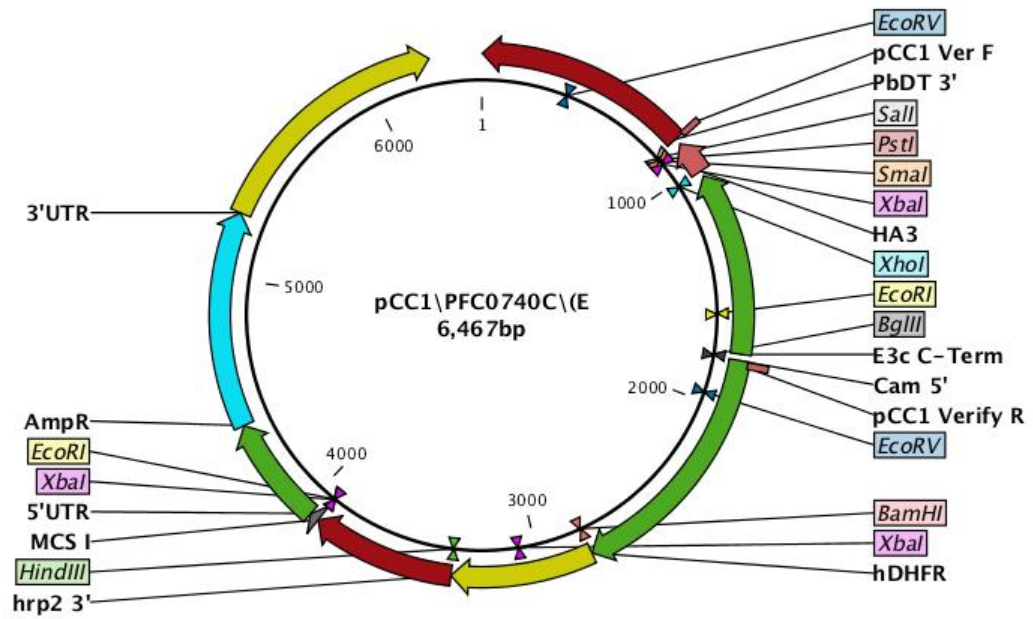 EcoRV
pCC1 Ver F
PbDT 3'
SalI
PstI
SmaI
XbaI
HA3
XhoI
EcoRI
BglII
E3c C-Term
Cam 5'
pCC1 Verify R
EcoRV
BamHI
XbaI
hDHFR
1
1000
2000
3000
4000
5000
6000
pCC1\PFC0740C\(E
6,467bp
3'UTR
AmpR
EcoRI
XbaI
5'UTR
MCS I
HindIII
hrp2 3'